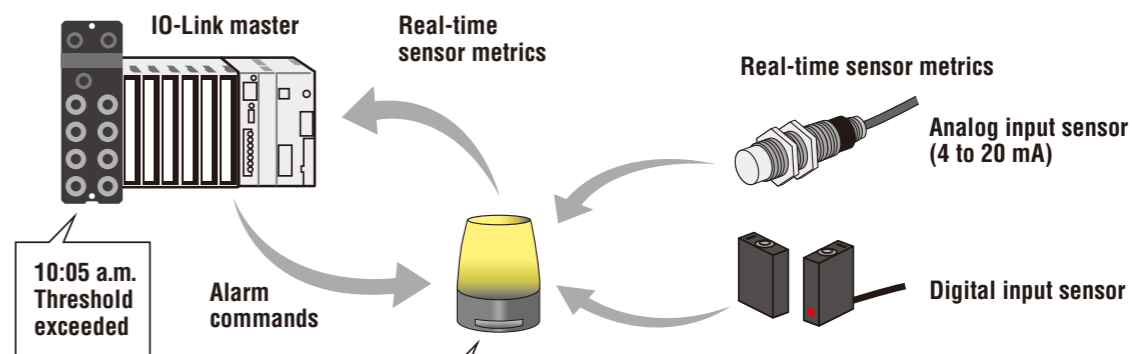 IO-Link master
Real-time
sensor metrics
Real-time sensor metrics
Analog input sensor
(4 to 20 mA)
10:05 a.m.
Threshold
exceeded
Alarm
commands
Digital input sensor